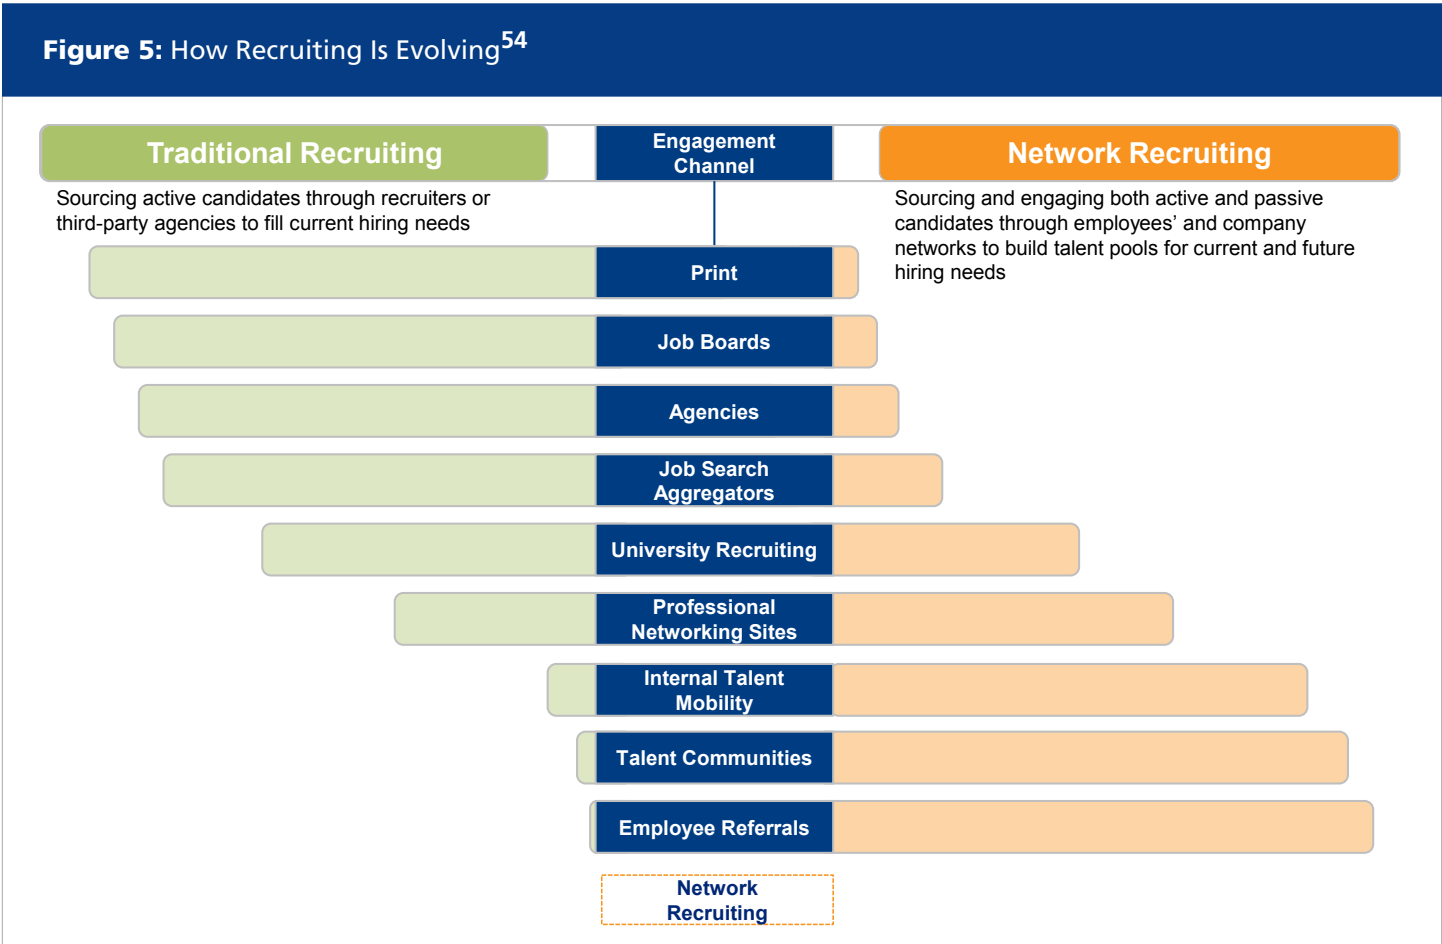 Figure 5: How Recruiting Is Evolving54
Traditional Recruiting
Engagement
Channel
Network Recruiting
Sourcing active candidates through recruiters or
third-party agencies to fill current hiring needs
Sourcing and engaging both active and passive
candidates through employees’ and company
networks to build talent pools for current and future
hiring needs
Print
Job Boards
Agencies
Job Search
Aggregators
University Recruiting
Professional
Networking Sites
Internal Talent
Mobility
Talent Communities
Employee Referrals
Network
Recruiting